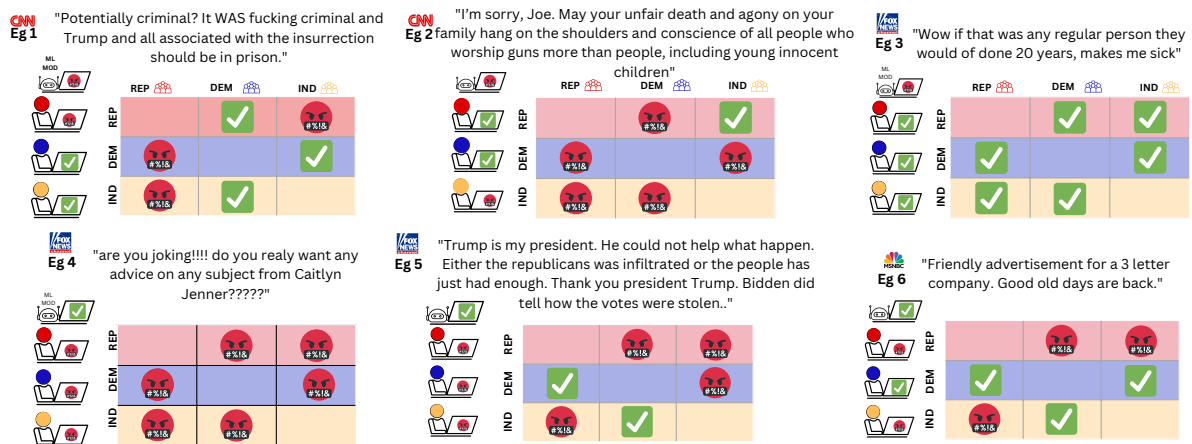 CNN
Eg 1
"Potentially criminal? It WAS fucking criminal and
Trump and all associated with the insurrection
should be in prison."
ML
MOD
REP
DEM
IND
REP
#%!&
DEM
#%!&
IND
#%!&
CNN
Eg 2
"I'm sorry, Joe. May your unfair death and agony on your
family hang on the shoulders and conscience of all people who
worship guns more than people, including young innocent
children"
REP
DEM
IND
REP
#%!&
DEM
#%!&
#%!&
IND
#%!&
#%!&
FOX
NEWS
Eg 3
"Wow if that was any regular person they
would of done 20 years, makes me sick"
ML
MOD
REP
DEM
IND
REP
DEM
IND
FOX
NEWS
Eg 4
"are you joking!!!! do you realy want any
advice on any subject from Caitlyn
Jenner?????"
ML
MOD
REP
#%!&
#%!&
DEM
#%!&
#%!&
IND
#%!&
#%!&
FOX
NEWS
Eg 5
"Trump is my president. He could not help what happen.
Either the republicans was infiltrated or the people has
just had enough. Thank you president Trump. Bidden did
tell how the votes were stolen.."
REP
#%!&
#%!&
DEM
#%!&
IND
#%!&
MSNBC
Eg 6
"Friendly advertisement for a 3 letter
company. Good old days are back."
REP
#%!&
#%!&
DEM
IND
#%!&